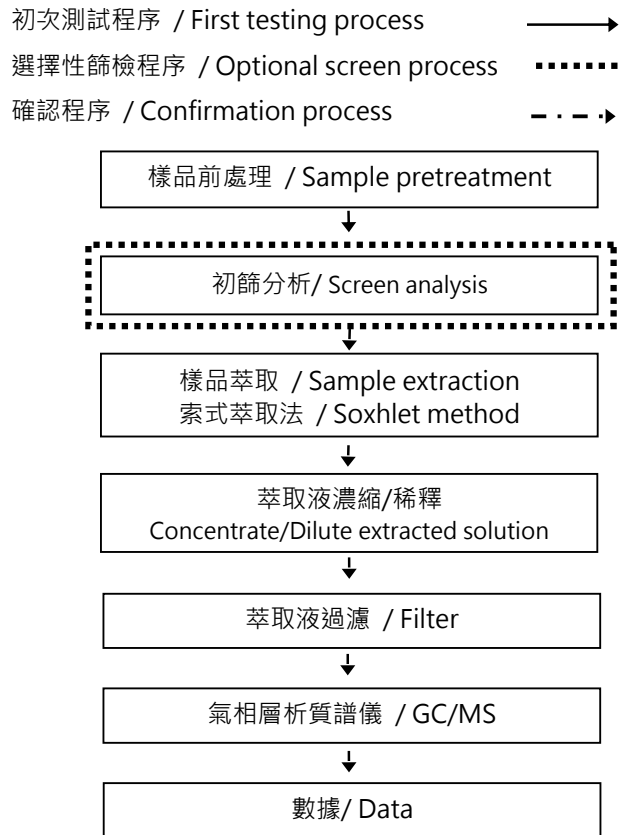 初次測試程序 / First testing process
選擇性篩檢程序 / Optional screen process
確認程序 / Confirmation process
樣品前處理 / Sample pretreatment
初篩分析/ Screen analysis
樣品萃取 / Sample extraction
索式萃取法 / Soxhlet method
萃取液濃縮/稀釋
Concentrate/Dilute extracted solution
萃取液過濾 / Filter
氣相層析質譜儀 / GC/MS
數據/ Data